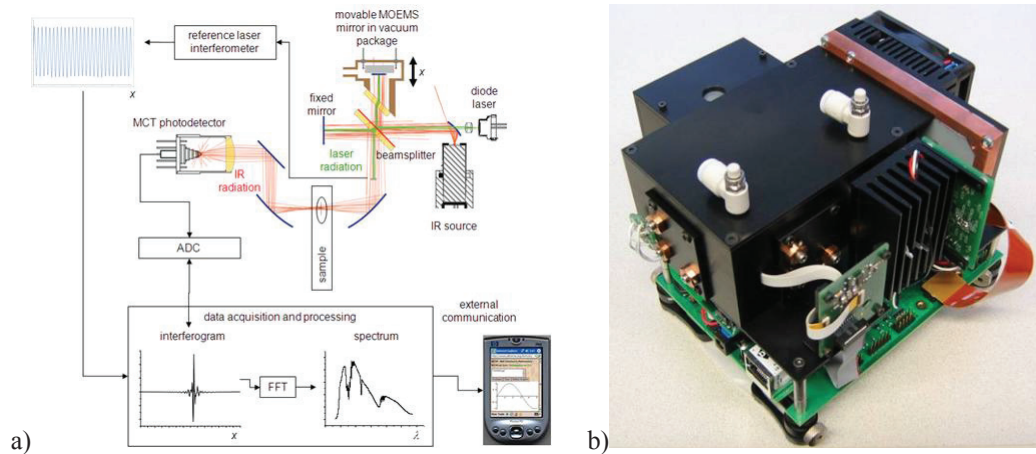 movable MOEMS
mirror in vacuum
package
reference laser
interferometer
x
x
diode
laser
fixed
mirror
MCT photodetector
laser
radiation
beamsplitter
IR
radiation
IR source
sample
ADC
data acquisition and processing
external
communication
interferogram
spectrum
FFT
x
λ
a)
b)